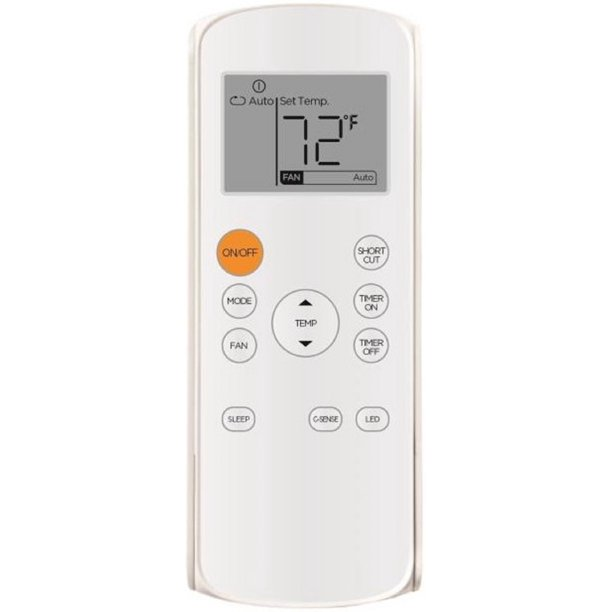 Auto Set Temp.
72°F
FAN Auto
ON/OFF
SHORT
CUT
MODE
TIMER
ON
TEMP
FAN
TIMER
OFF
SLEEP
C-SENSE
LED